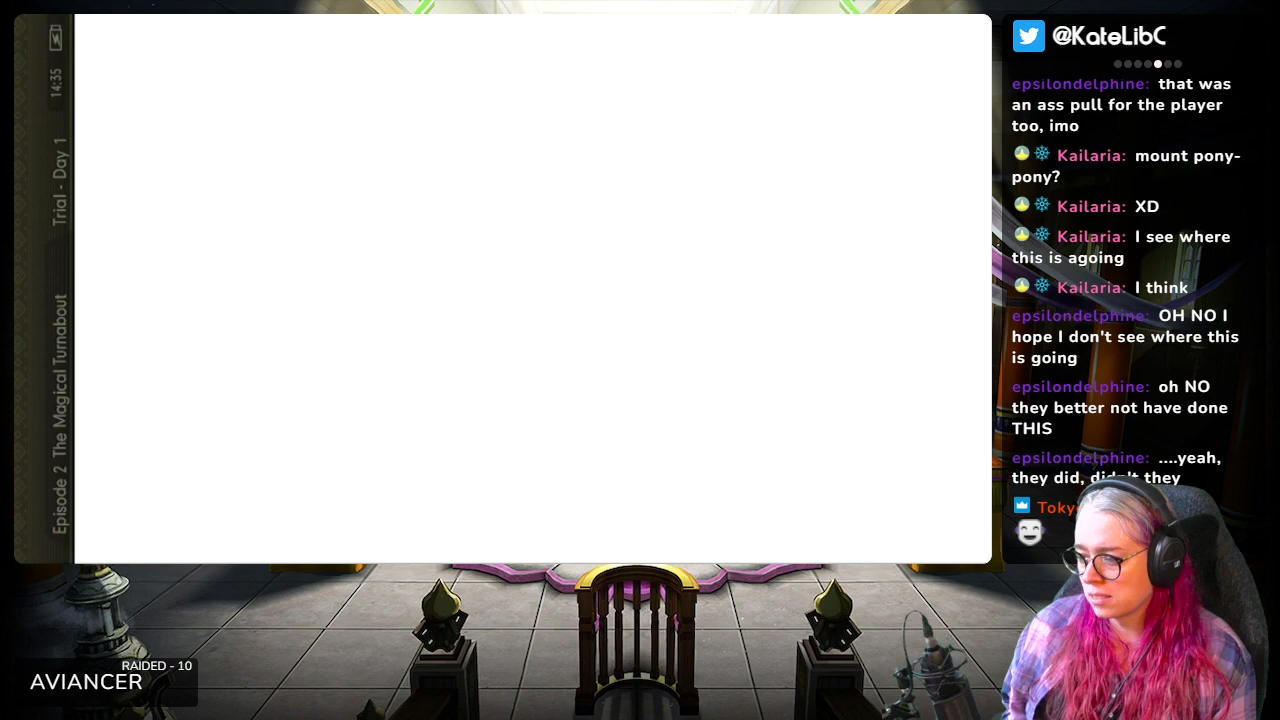 Episode 2 The Magical Turnabout
Trial - Day 1
14:35
@KateLibC
epsilondelphine: that was
an ass pull for the player
too, imo
Kailaria: mount pony-
pony?
Kailaria: XD
Kailaria: I see where
this is agoing
Kailaria: I think
epsilondelphine: OH NO I
hope I don't see where this
is going
epsilondelphine: oh NO
they better not have done
THIS
epsilondelphine: ....yeah,
they did, didn't they
RAIDED - 10
AVIANCER